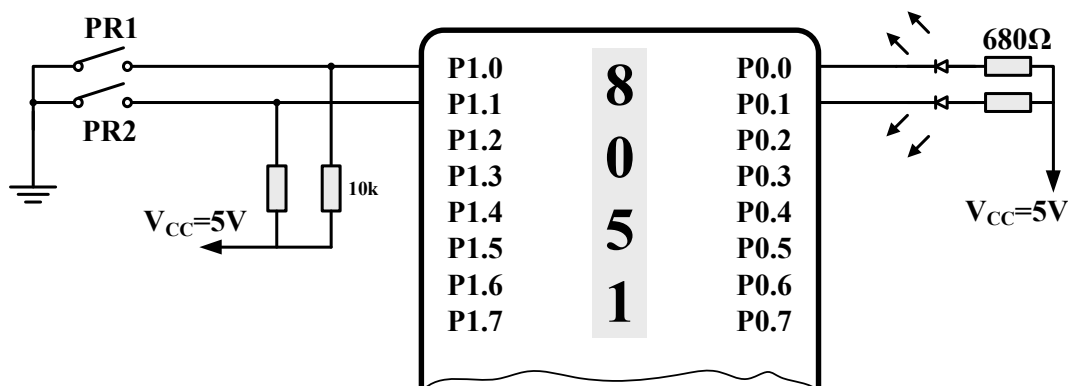 PR1
PR2
10k
VCC=5V
P1.0
P1.1
P1.2
P1.3
P1.4
P1.5
P1.6
P1.7
8
0
5
1
P0.0
P0.1
P0.2
P0.3
P0.4
P0.5
P0.6
P0.7
680Ω
VCC=5V